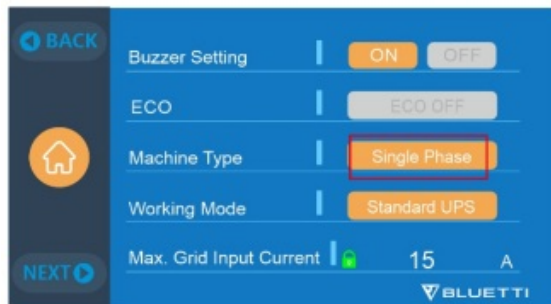 BACK
Buzzer Setting ON OFF
ECO ECO OFF
Machine Type Single Phase
Working Mode Standard UPS
Max. Grid Input Current 15 A
NEXT
BLUETTI